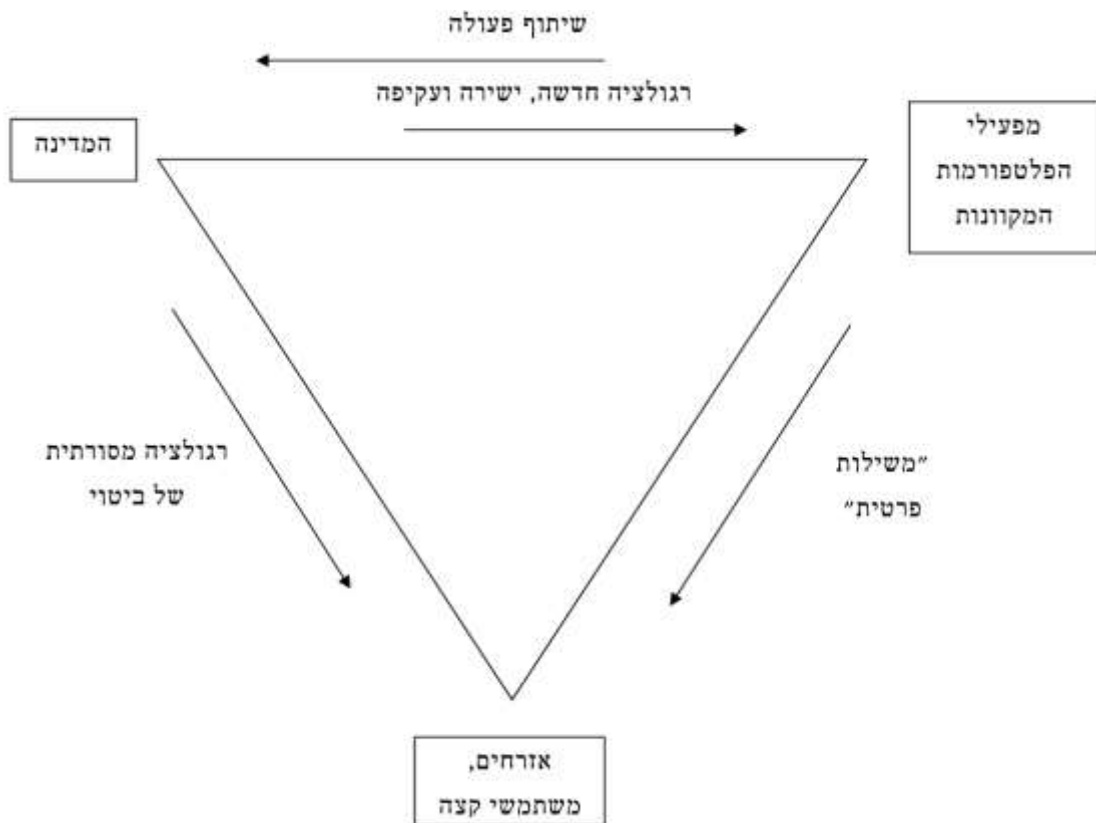 שיתוף פעולה
רגולציה חדשה, ישירה ועקיפה
מפעילי
הפלטפורמות
המקוונות
המדינה
רגולציה מסורתית
של ביטוי
"משילות
פרטית"
אזרחים,
משתמשי קצה